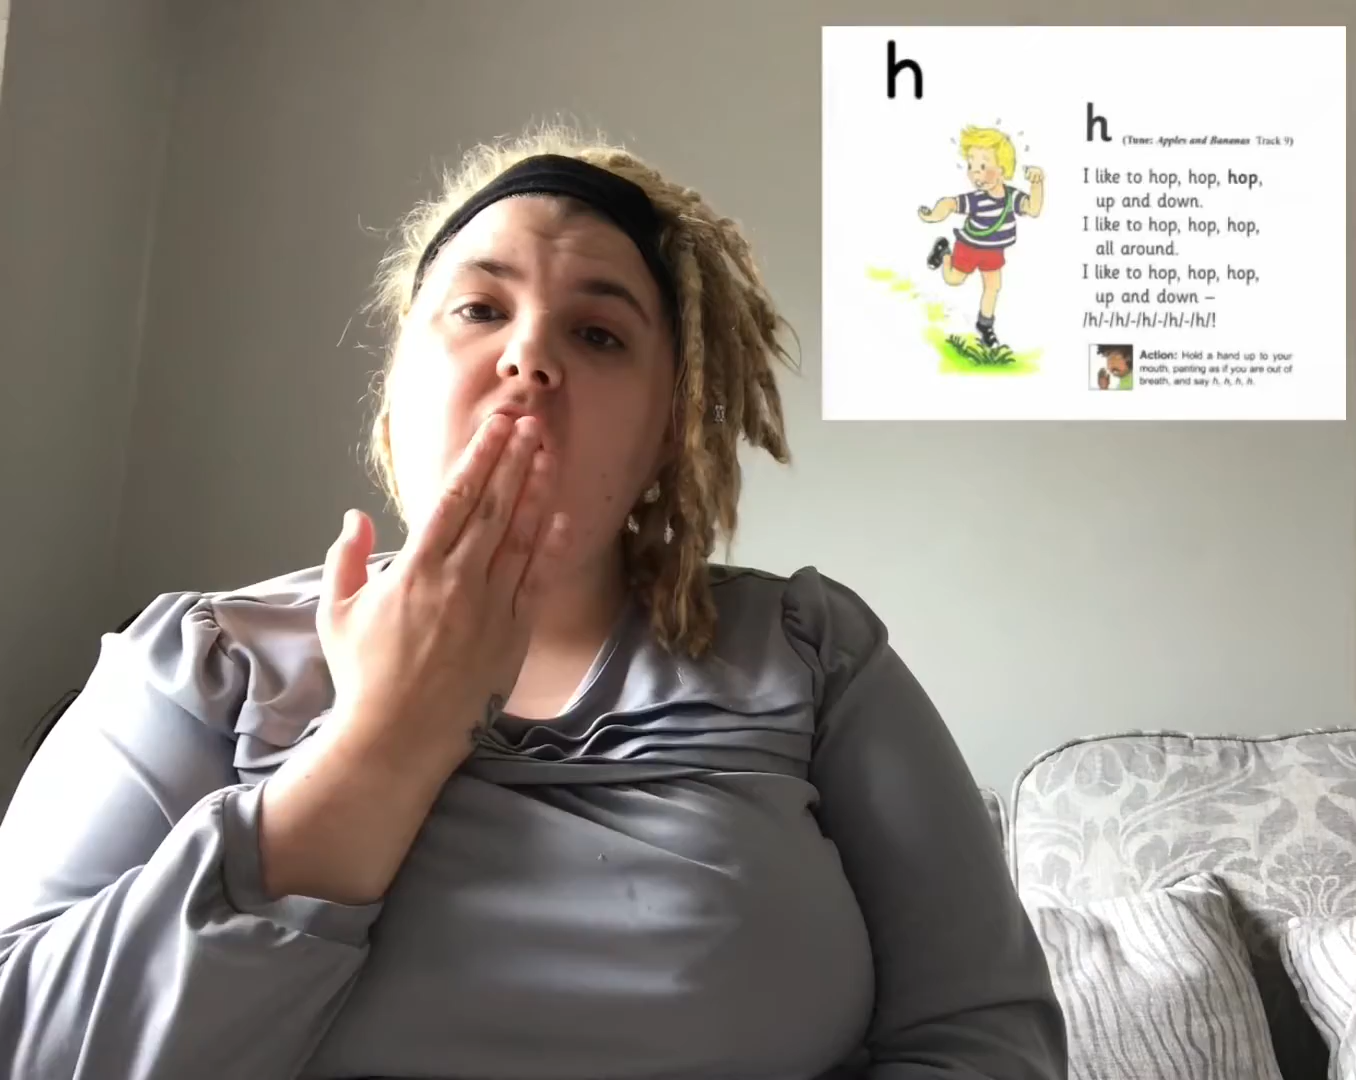 h
h (Tune: Apples and Bananas Track 9)
I like to hop, hop, hop,
up and down.
I like to hop, hop, hop,
all around.
I like to hop, hop, hop,
up and down –
/h/-/h/-/h/-/h/-/h/!
Action: Hold a hand up to your
mouth, panting as if you are out of
breath, and say h, h, h, h.